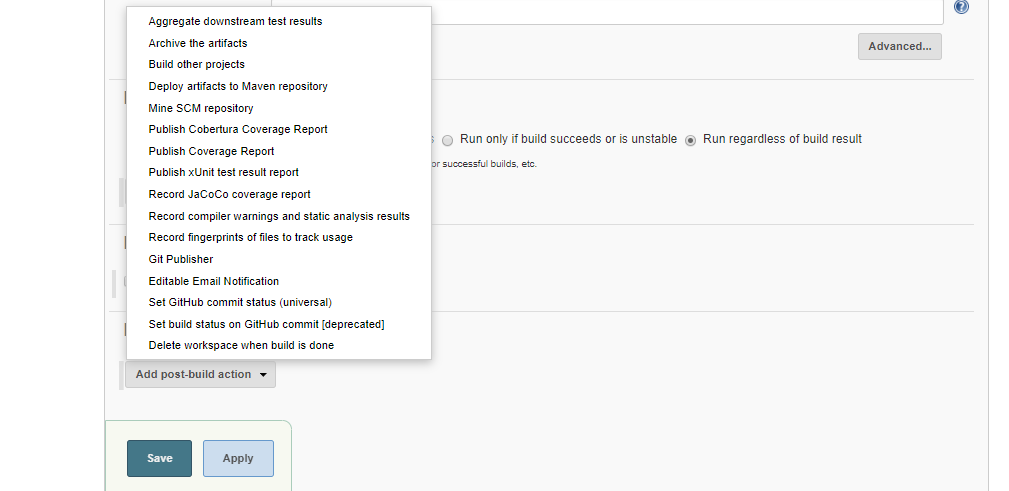 Aggregate downstream test results
Archive the artifacts
Build other projects
Deploy artifacts to Maven repository
Mine SCM repository
Publish Cobertura Coverage Report
Publish Coverage Report
Publish xUnit test result report
Record JaCoCo coverage report
Record compiler warnings and static analysis results
Record fingerprints of files to track usage
Git Publisher
Editable Email Notification
Set GitHub commit status (universal)
Set build status on GitHub commit [deprecated]
Delete workspace when build is done
?
Advanced...
Run only if build succeeds or is unstable Run regardless of build result
or successful builds, etc.
Add post-build action
Save Apply